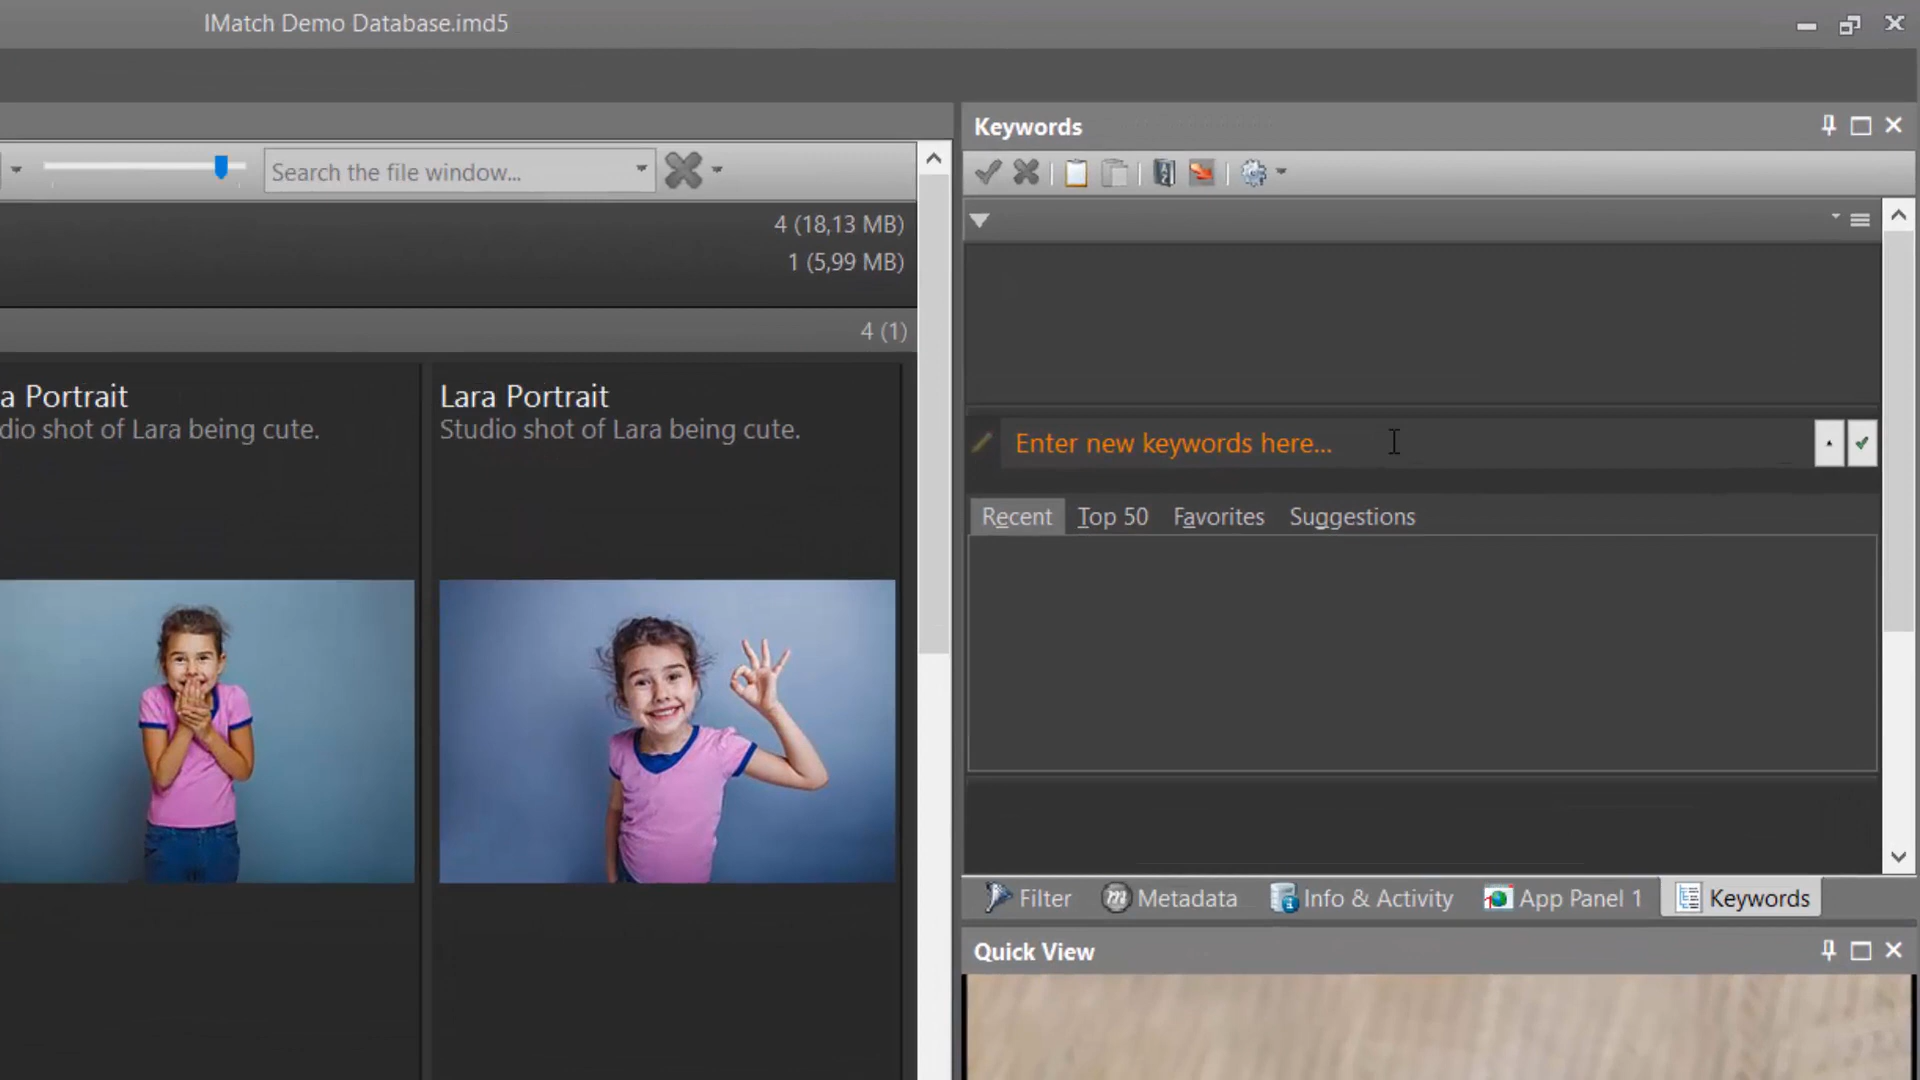 IMatch Demo Database.imd5
Keywords
Search the file window...
4 (18,13 MB)
1 (5,99 MB)
4 (1)
a Portrait
dio shot of Lara being cute.
Lara Portrait
Studio shot of Lara being cute.
Enter new keywords here...
Recent Top 50 Favorites Suggestions
Filter Metadata Info & Activity App Panel 1 Keywords
Quick View